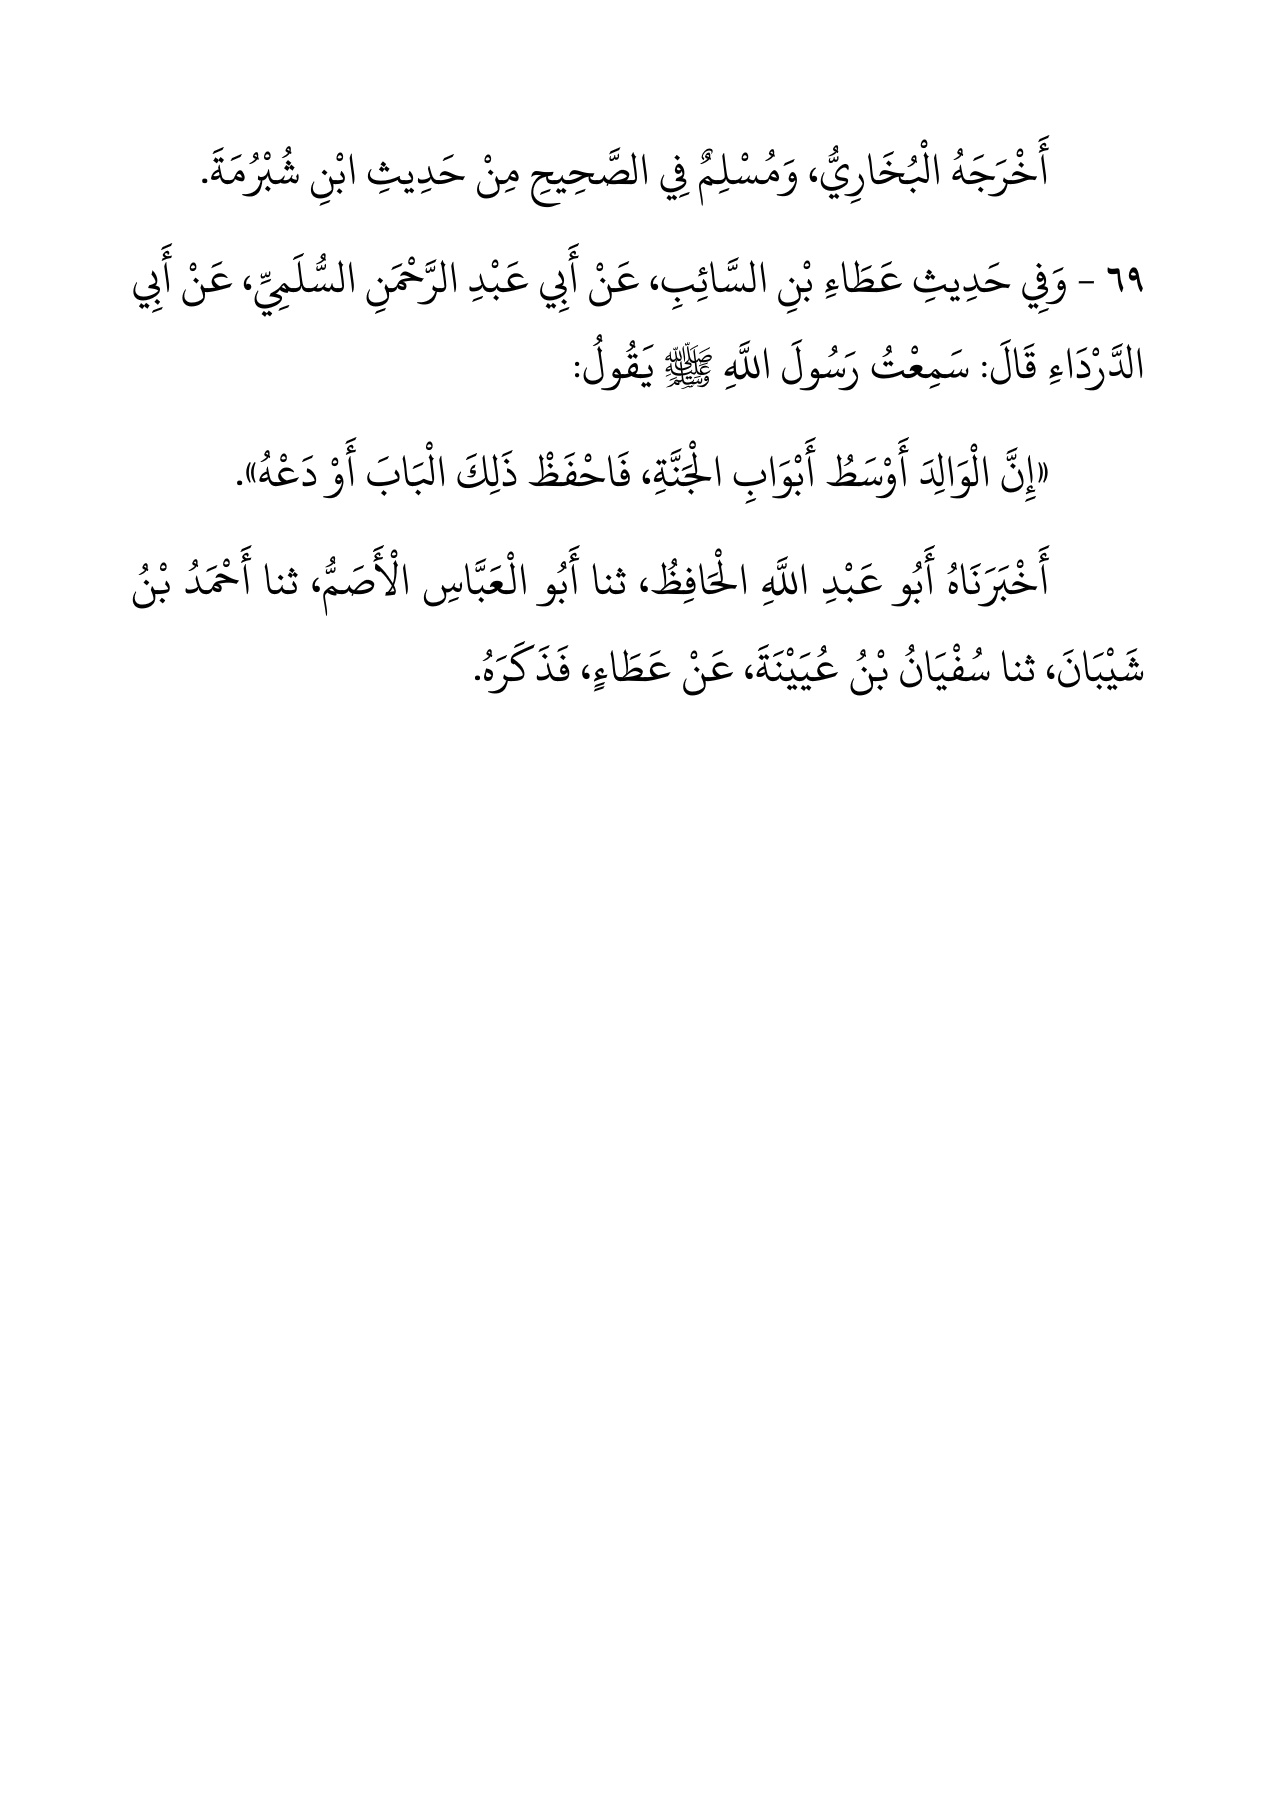 أَخْرَجَهُ الْبُخَارِيُّ، وَمُسْلِمٌ فِي الصَّحِيحِ مِنْ حَدِيثِ ابْنِ شُبْرُمَةَ.
٦٩ - وَفِي حَدِيثِ عَطَاءِ بْنِ السَّائِبِ، عَنْ أَبِي عَبْدِ الرَّحْمَنِ السُّلَمِيِّ، عَنْ أَبِي
الدَّرْدَاءِ قَالَ: سَمِعْتُ رَسُولَ اللَّهِ ﷺ يَقُولُ:
«إِنَّ الْوَالِدَ أَوْسَطُ أَبْوَابِ الْجَنَّةِ، فَاحْفَظْ ذَلِكَ الْبَابَ أَوْ دَعْهُ».
أَخْبَرَنَاهُ أَبُو عَبْدِ اللَّهِ الْحَافِظُ، ثنا أَبُو الْعَبَّاسِ الْأَصَمُّ، ثنا أَحْمَدُ بْنُ
شَيْبَانَ، ثنا سُفْيَانُ بْنُ عُيَيْنَةَ، عَنْ عَطَاءٍ، فَذَكَرَهُ.